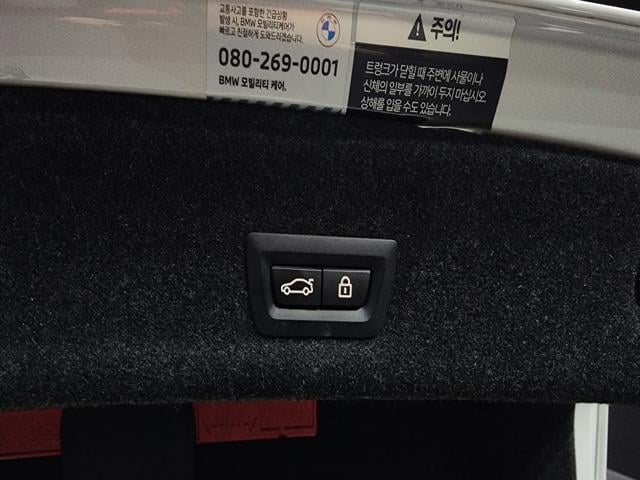 교통사고를 포함한 긴급상황
발생 시, BMW 모빌리티케어가
빠르고 친절하게 도와드리겠습니다.
080-269-0001
BMW 모빌리티 케어.
주의!
트렁크가 닫힐 때 주변에 사물이나
신체의 일부를 가까이 두지 마십시오.
상해를 입을 수도 있습니다.